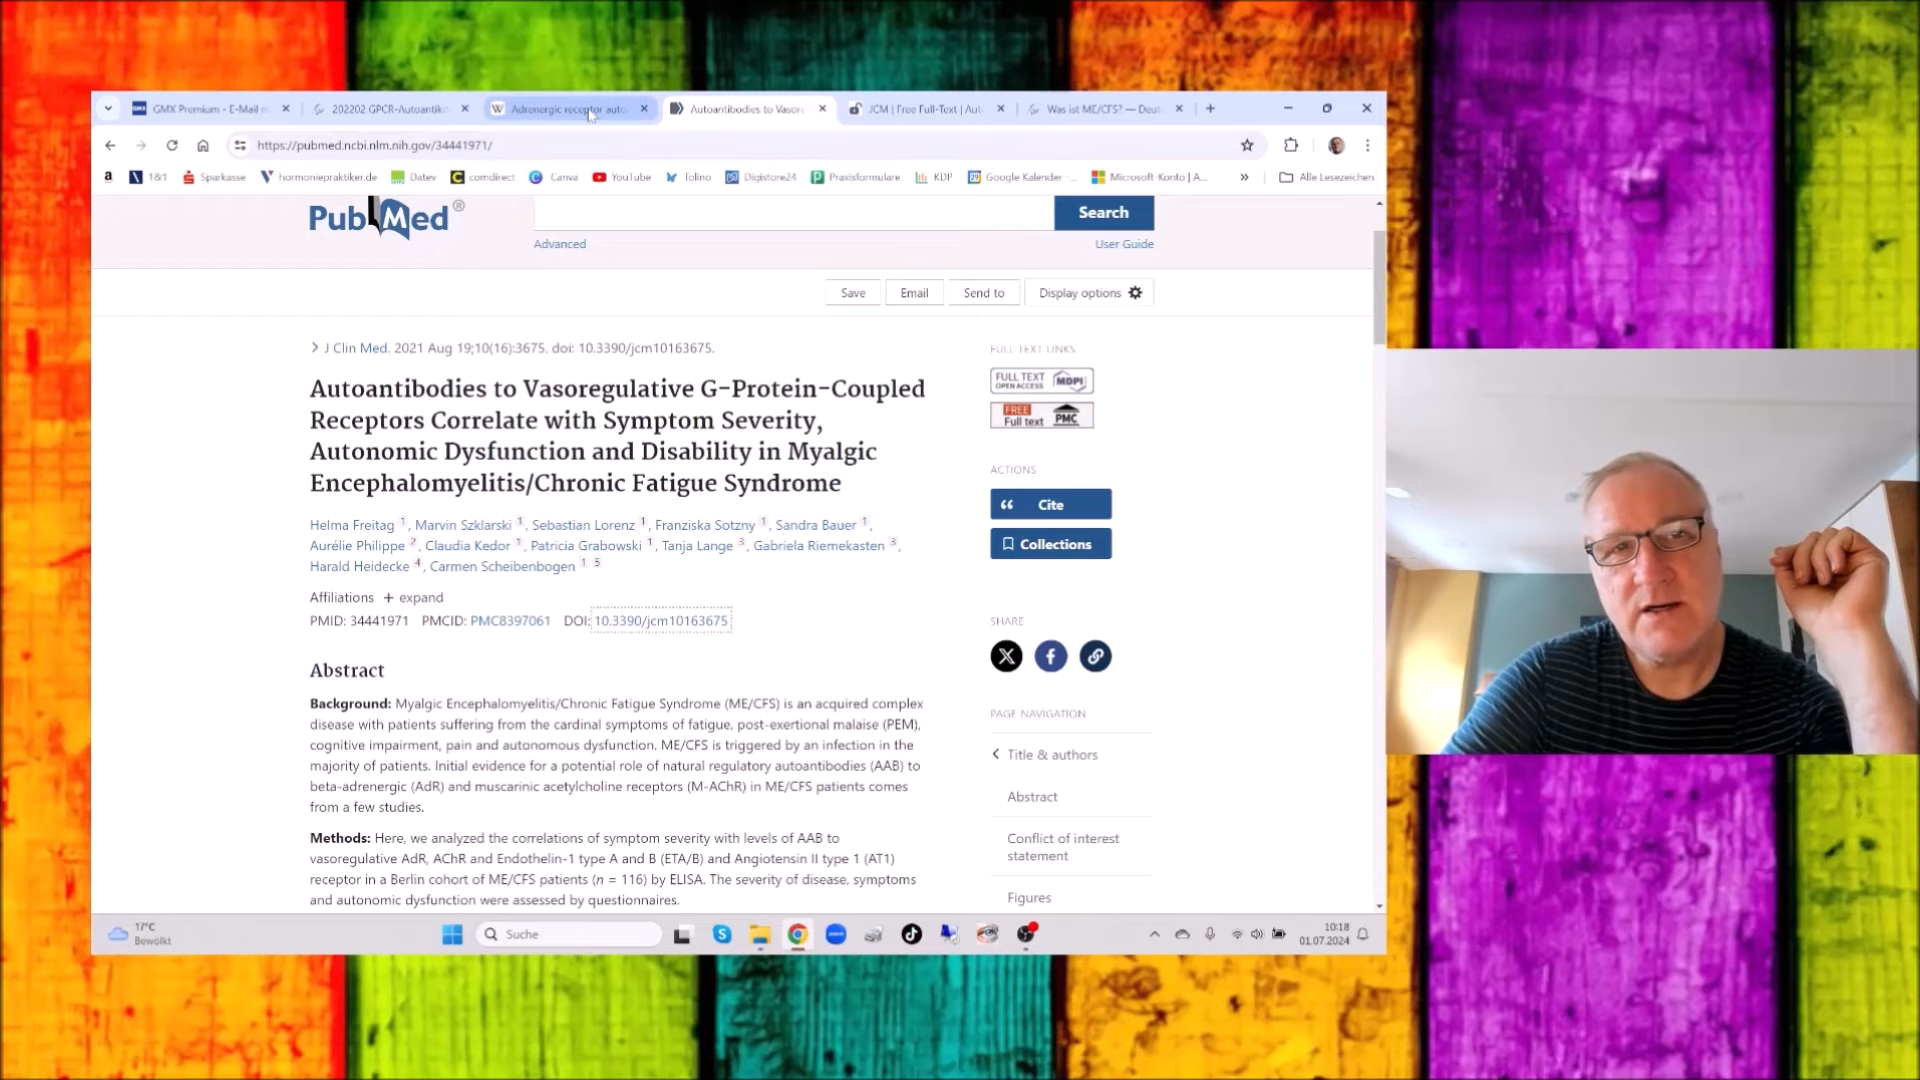 GMX Premium - E-Mail
202202 GPCR-Autoantik
Adrenergic receptor auto
Autoantibodies to Vasor
JCM | Free Full-Text | Aut
Was ist ME/CFS? — Deut
https://pubmed.ncbi.nlm.nih.gov/34441971/
1&1
Sparkasse
hormonpraktiker.de
Datev
comdirect
Canva
YouTube
Tolino
Digistore24
Praxisformulare
KDP
Google Kalender -...
Microsoft-Konto | A...
Alle Lesezeichen
PubMed®
Search
Advanced
User Guide
Save
Email
Send to
Display options
J Clin Med. 2021 Aug 19;10(16):3675. doi: 10.3390/jcm10163675.
Autoantibodies to Vasoregulative G-Protein-Coupled
Receptors Correlate with Symptom Severity,
Autonomic Dysfunction and Disability in Myalgic
Encephalomyelitis/Chronic Fatigue Syndrome
Helma Freitag 1, Marvin Szklarski 1, Sebastian Lorenz 1, Franziska Sotzny 1, Sandra Bauer 1,
Aurélie Philippe 2, Claudia Kedor 1, Patricia Grabowski 1, Tanja Lange 3, Gabriela Riemekasten 3,
Harald Heidecke 4, Carmen Scheibenbogen 1 5
Affiliations + expand
PMID: 34441971 PMCID: PMC8397061 DOI: 10.3390/jcm10163675
Abstract
Background: Myalgic Encephalomyelitis/Chronic Fatigue Syndrome (ME/CFS) is an acquired complex
disease with patients suffering from the cardinal symptoms of fatigue, post-exertional malaise (PEM),
cognitive impairment, pain and autonomous dysfunction. ME/CFS is triggered by an infection in the
majority of patients. Initial evidence for a potential role of natural regulatory autoantibodies (AAB) to
beta-adrenergic (AdR) and muscarinic acetylcholine receptors (M-AChR) in ME/CFS patients comes
from a few studies.
Methods: Here, we analyzed the correlations of symptom severity with levels of AAB to
vasoregulative AdR, AChR and Endothelin-1 type A and B (ETA/B) and Angiotensin II type 1 (AT1)
receptor in a Berlin cohort of ME/CFS patients (n = 116) by ELISA. The severity of disease, symptoms
and autonomic dysfunction were assessed by questionnaires.
FULL TEXT LINKS
FULL TEXT
OPEN ACCESS
MDPI
FREE
Full text
PMC
ACTIONS
Cite
Collections
SHARE
PAGE NAVIGATION
Title & authors
Abstract
Conflict of interest
statement
Figures
17°C
Bewölkt
Suche
10:18
01.07.2024